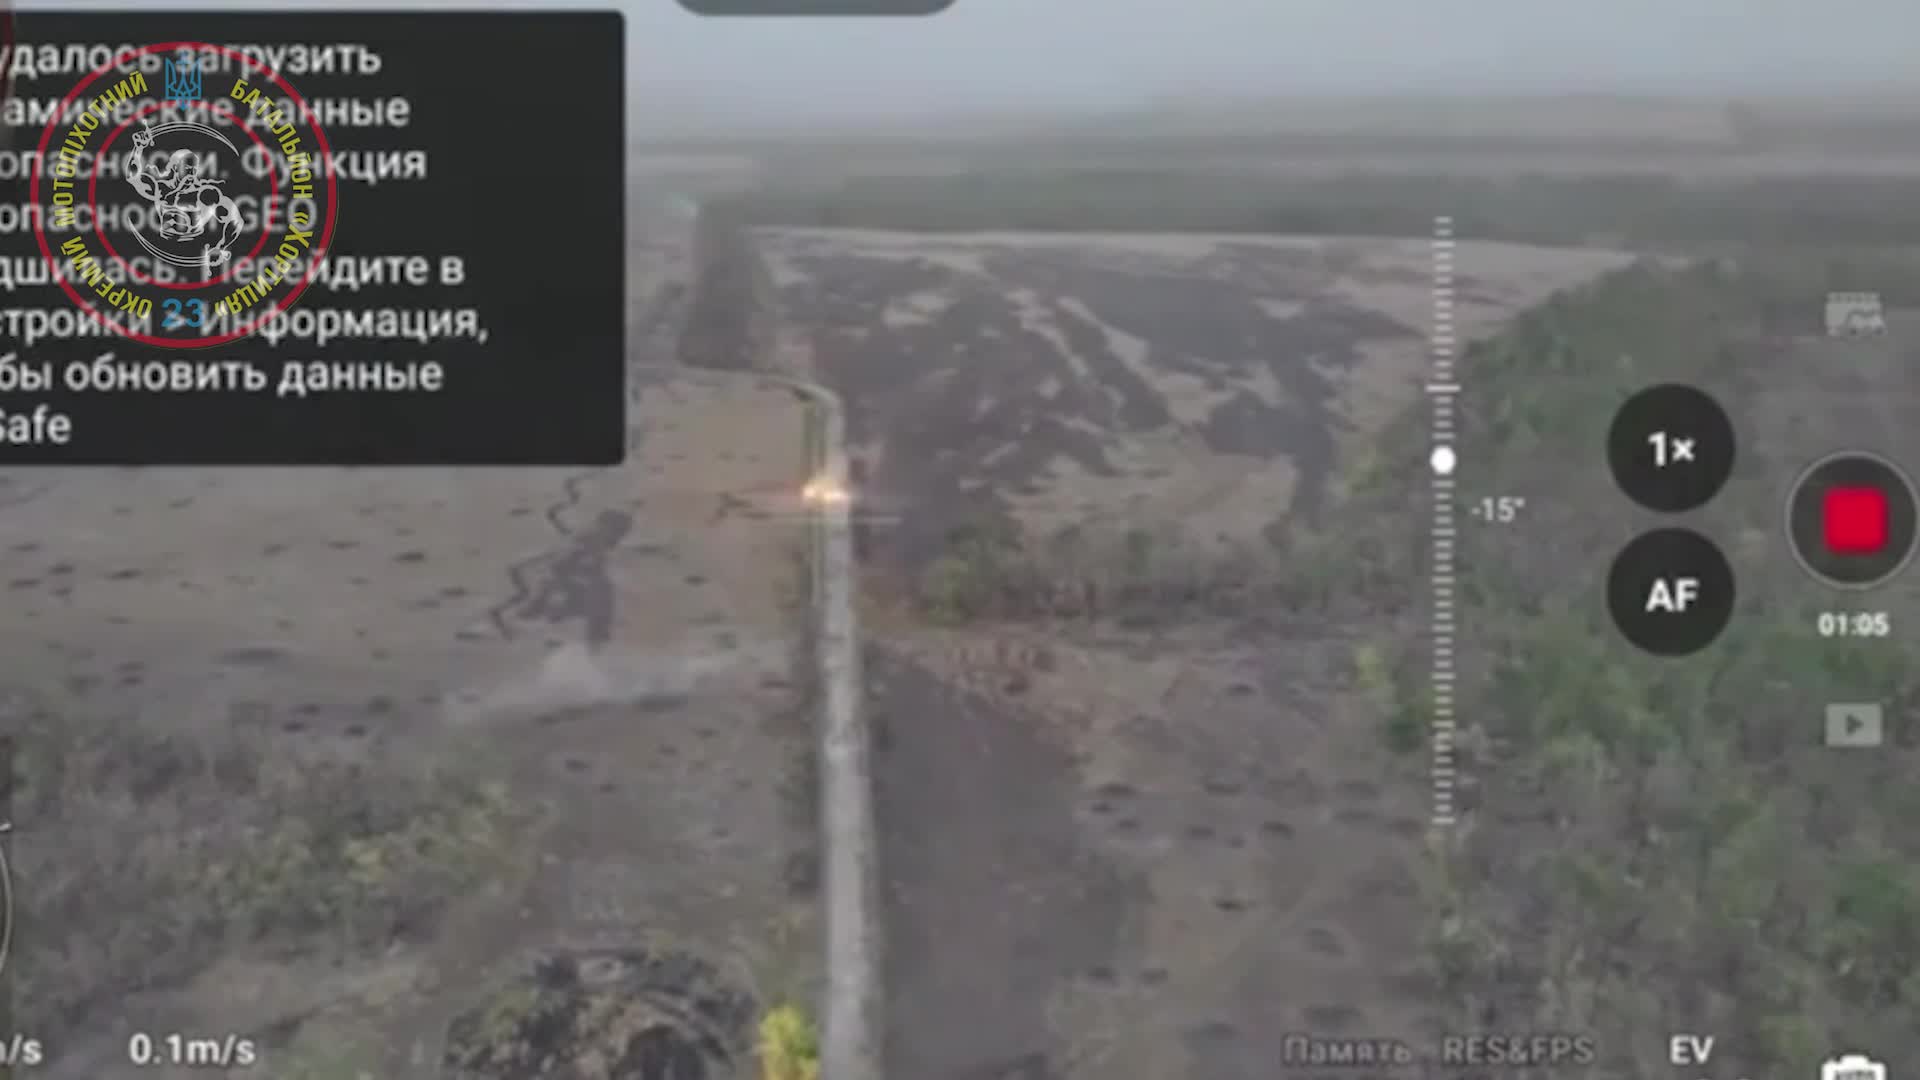 удалось загрузить
амические данные
опасности. Функция
опасности GEO
дшилась. Перейдите в
стройки > Информация,
бы обновить данные
Safe
ОКРЕМИЙ МОТОПІХОТНИЙ БАТАЛЬЙОН «ХОРТИЦЯ»
23
-15°
1×
AF
01:05
/s
0.1m/s
Память
RES&FPS
EV